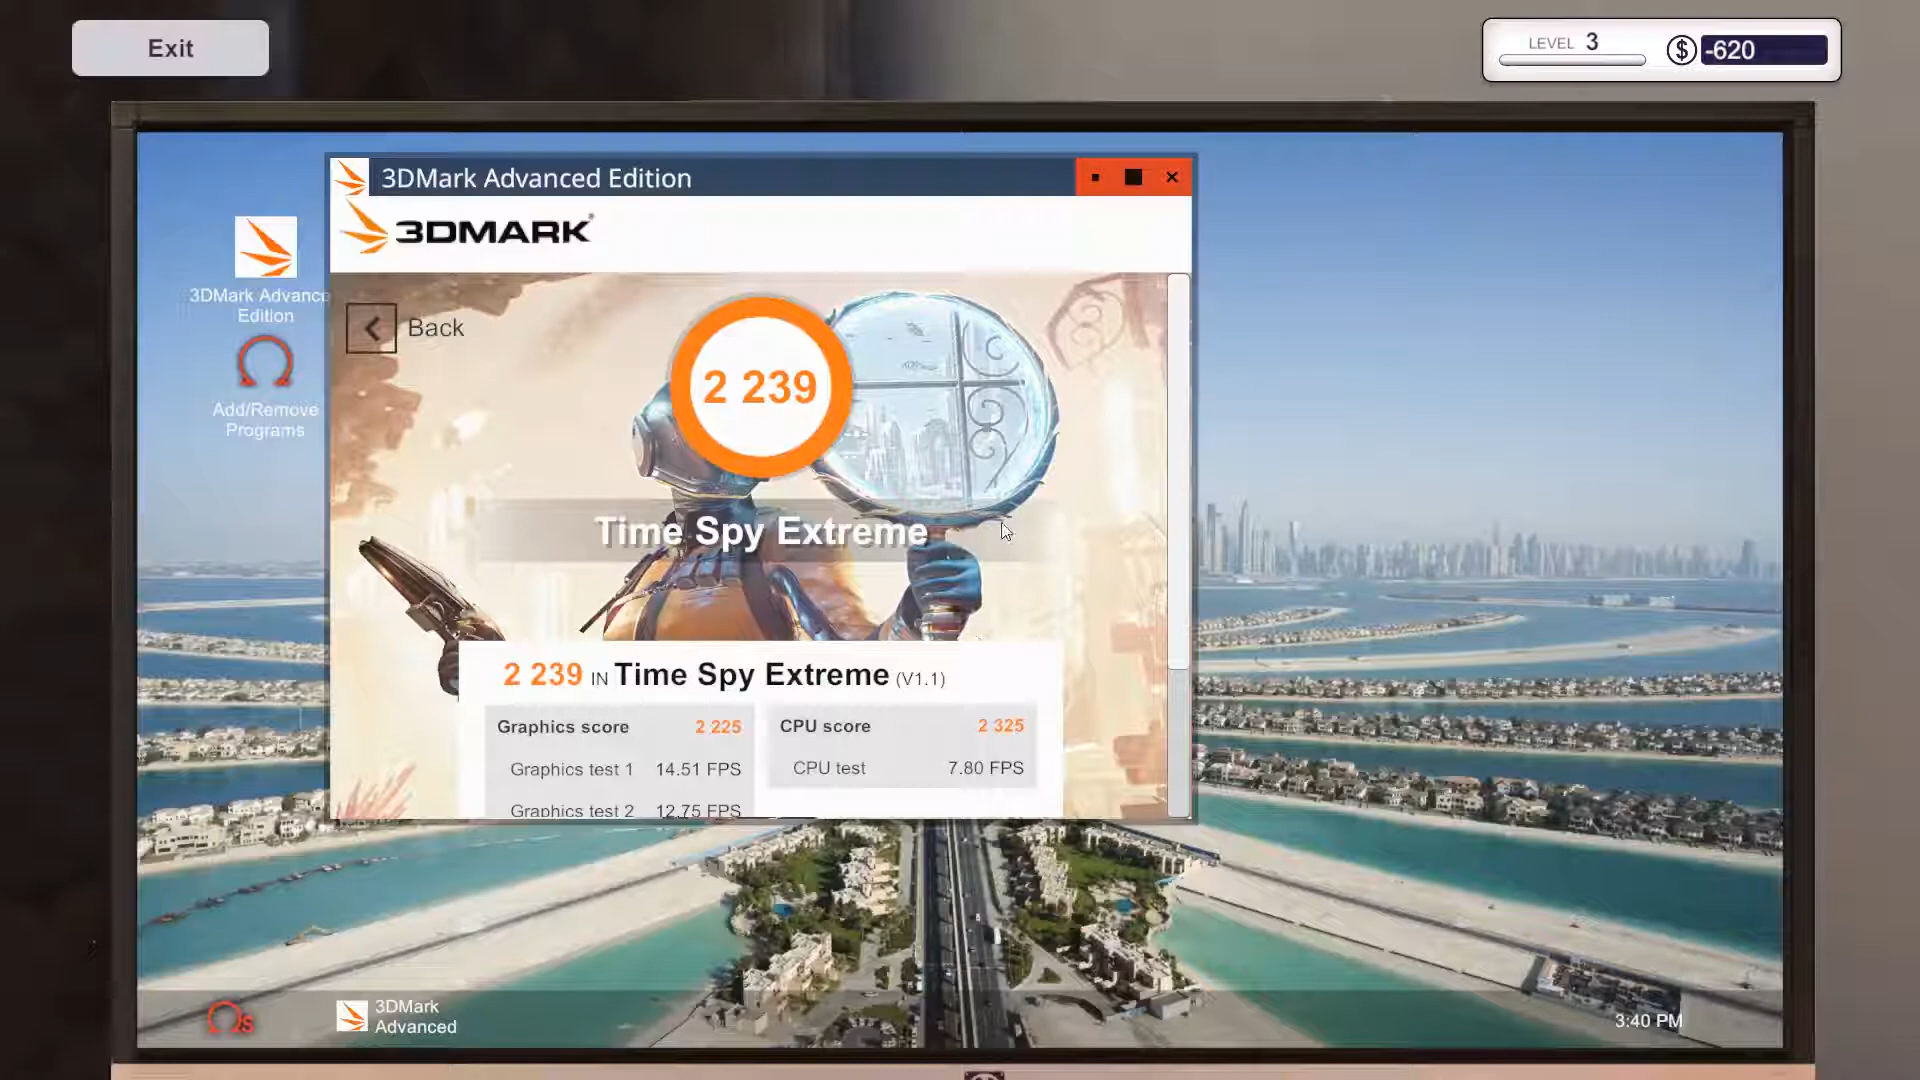 Exit
LEVEL 3
$ -620
3DMark Advanced Edition
3DMARK
3DMark Advanc
Edition
Back
2 239
Add/Remove
Programs
Time Spy Extreme
2 239 IN Time Spy Extreme (V1.1)
Graphics score 2 225
CPU score 2 325
Graphics test 1 14.51 FPS
CPU test 7.80 FPS
Graphics test 2 12.75 FPS
Ωs
3DMark
Advanced
3:40 PM